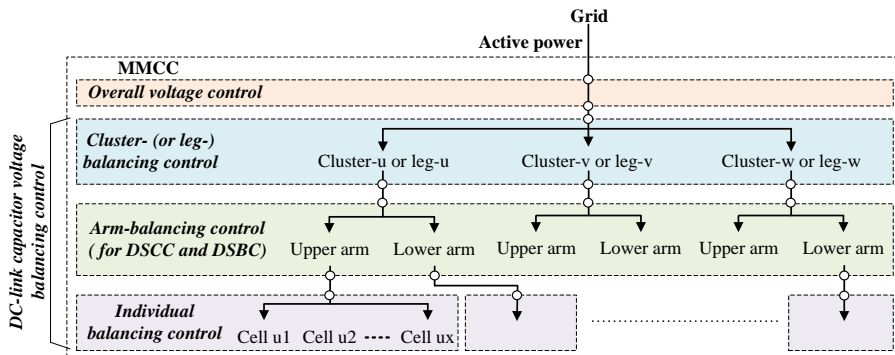 Grid
Active power
MMCC
Overall voltage control
DC-link capacitor voltage
balancing control
Cluster- (or leg-)
balancing control
Cluster-u or leg-u
Cluster-v or leg-v
Cluster-w or leg-w
Arm-balancing control
( for DSCC and DSBC)
Upper arm
Lower arm
Upper arm
Lower arm
Upper arm
Lower arm
Individual
balancing control
Cell u1
Cell u2
Cell ux